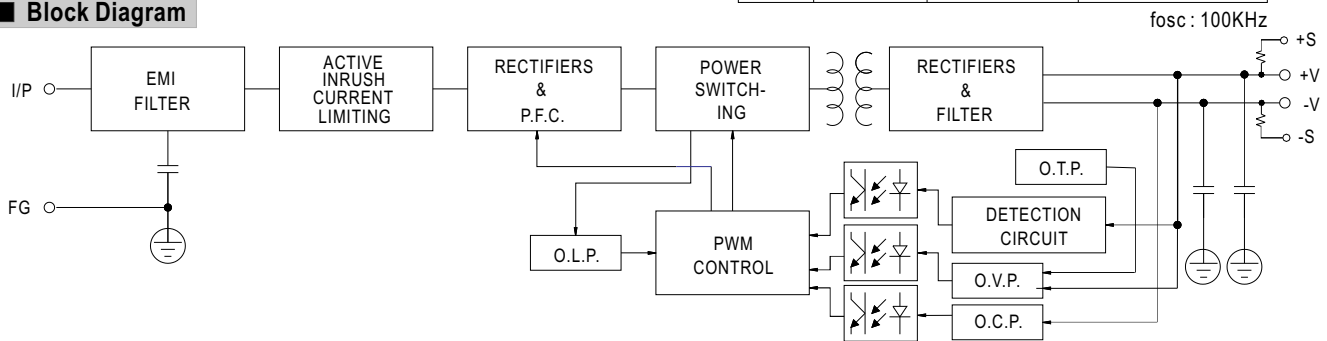 Block Diagram
fosc : 100KHz
I/P
EMI
FILTER
ACTIVE
INRUSH
CURRENT
LIMITING
RECTIFIERS
&
P.F.C.
POWER
SWITCH-
ING
RECTIFIERS
&
FILTER
+S
+V
-V
-S
FG
O.L.P.
PWM
CONTROL
O.T.P.
DETECTION
CIRCUIT
O.V.P.
O.C.P.